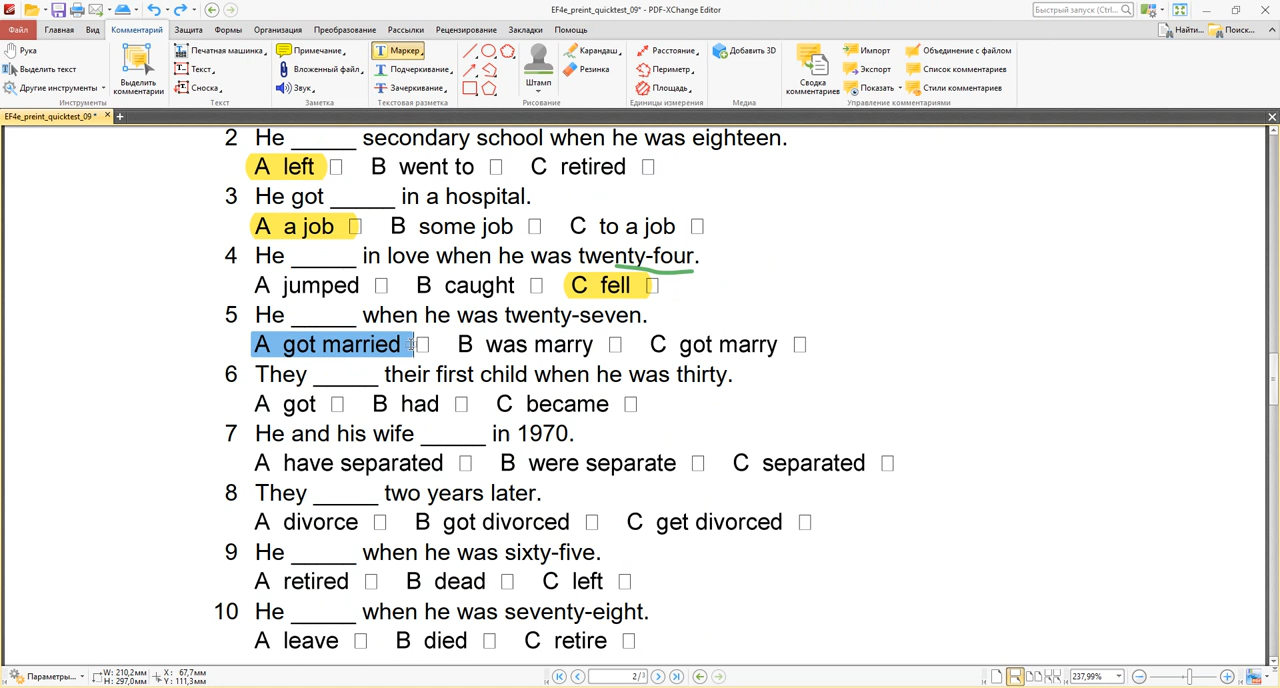 EF4e_preint_quicktest_09* - PDF-XChange Editor
Быстрый запуск (Ctrl...
Файл Главная Вид Комментарий Защита Формы Организация Преобразование Рассылки Рецензирование Закладки Помощь
Найти... Поиск...
Рука
Выделить текст
Другие инструменты
Инструменты
Выделить комментарии
Печатная машинка
Текст
Сноска
Текст
Примечание
Вложенный файл
Звук
Заметка
Маркер
Подчеркивание
Зачеркивание
Текстовая разметка
Штамп
Карандаш
Резинка
Рисование
Расстояние
Периметр
Площадь
Единицы измерения
Добавить 3D
Медиа
Сводка комментариев
Импорт
Экспорт
Показать
Объединение с файлом
Список комментариев
Стили комментариев
Управление комментариями
EF4e_preint_quicktest_09 *
2 He _____ secondary school when he was eighteen.
A left B went to C retired
3 He got _____ in a hospital.
A a job B some job C to a job
4 He _____ in love when he was twenty-four.
A jumped B caught C fell
5 He _____ when he was twenty-seven.
A got married B was marry C got marry
6 They _____ their first child when he was thirty.
A got B had C became
7 He and his wife _____ in 1970.
A have separated B were separate C separated
8 They _____ two years later.
A divorce B got divorced C get divorced
9 He _____ when he was sixty-five.
A retired B dead C left
10 He _____ when he was seventy-eight.
A leave B died C retire
Параметры...
W: 210,2мм
H: 297,0мм
X: 67,7мм
Y: 111,3мм
2/3
237,99%